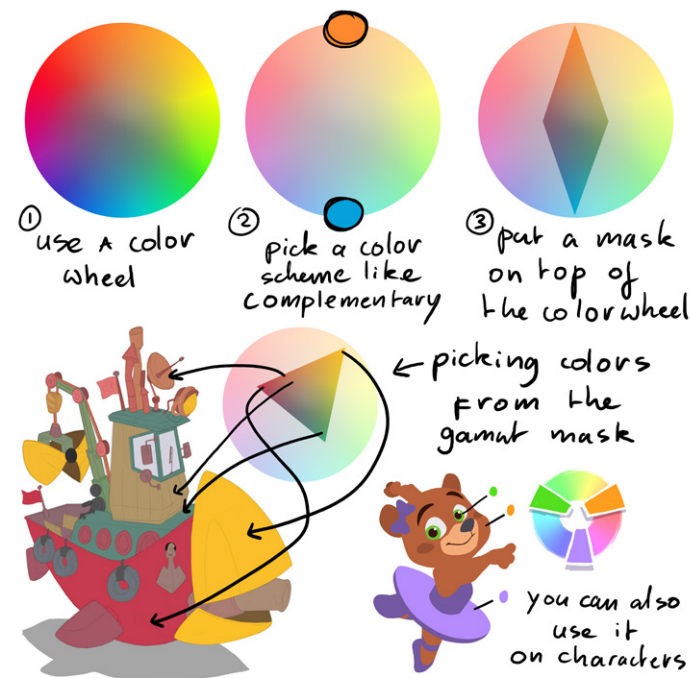 1 use A color
wheel
2 pick a color
scheme like
complementary
3 put a mask
on top of
the colorwheel
← picking colors
from the
gamut mask
you can also
use it
on characters